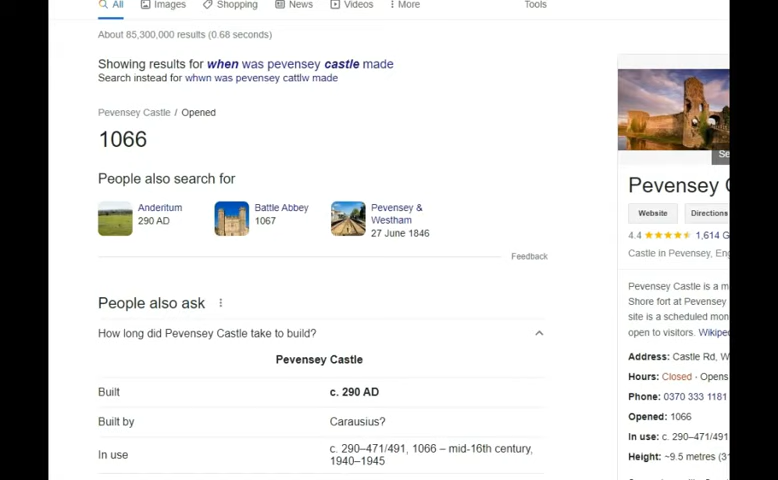 All Images Shopping News Videos More Tools
About 85,300,000 results (0.68 seconds)
Showing results for when was pevensey castle made
Search instead for whwn was pevensey cattlw made
Pevensey Castle / Opened
1066
People also search for
Anderitum
290 AD
Battle Abbey
1067
Pevensey &
Westham
27 June 1846
Feedback
People also ask
How long did Pevensey Castle take to build?
Pevensey Castle
Built c. 290 AD
Built by Carausius?
In use c. 290–471/491, 1066 – mid-16th century,
1940–1945
Pevensey
Website Directions
4.4 1,614 G
Castle in Pevensey, Eng
Pevensey Castle is a m
Shore fort at Pevensey
site is a scheduled mon
open to visitors. Wikipe
Address: Castle Rd, W
Hours: Closed · Opens
Phone: 0370 333 1181
Opened: 1066
In use: c. 290–471/491
Height: ~9.5 metres (31